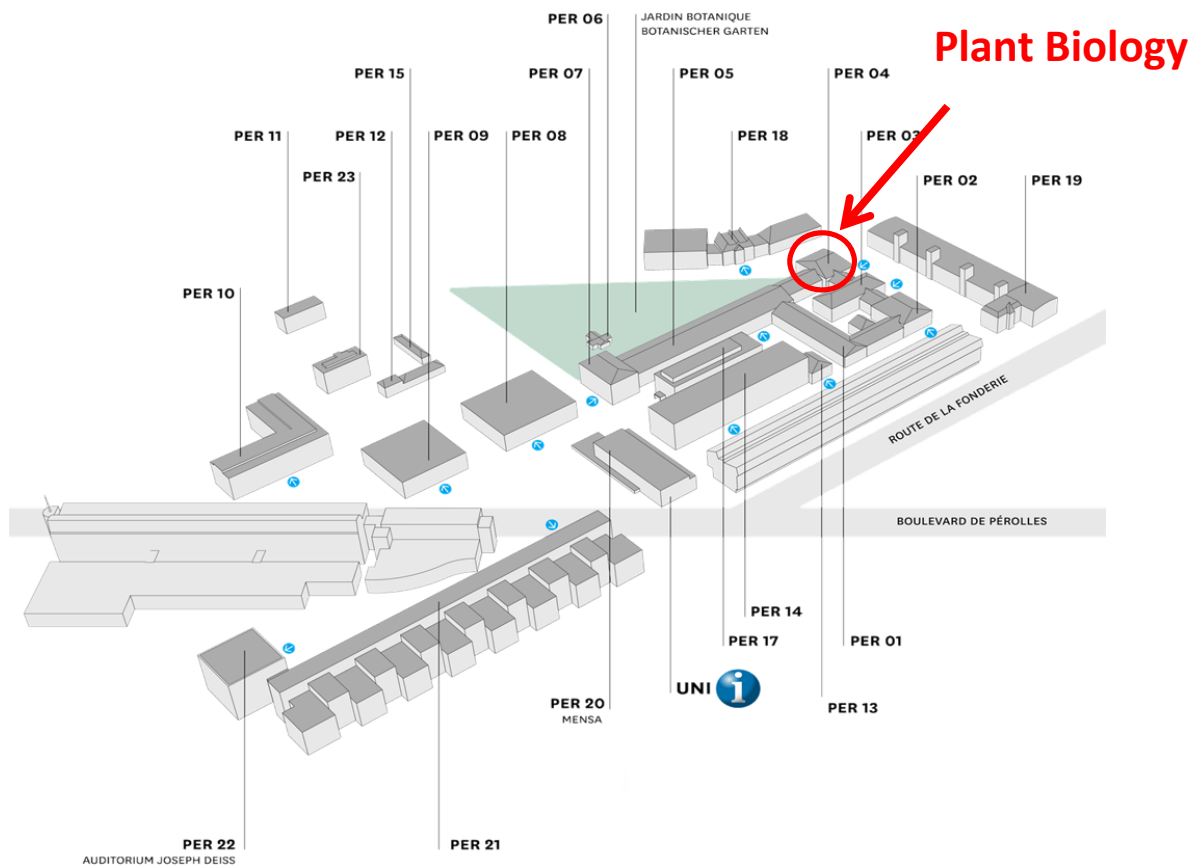 PER 06
JARDIN BOTANIQUE
BOTANISCHER GARTEN
Plant Biology
PER 15
PER 07
PER 05
PER 04
PER 11
PER 12
PER 09
PER 08
PER 18
PER 03
PER 23
PER 02
PER 19
PER 10
ROUTE DE LA FONDERIE
BOULEVARD DE PÉROLLES
PER 14
PER 17
PER 01
UNI i
PER 20
MENSA
PER 13
PER 22
AUDITORIUM JOSEPH DEISS
PER 21